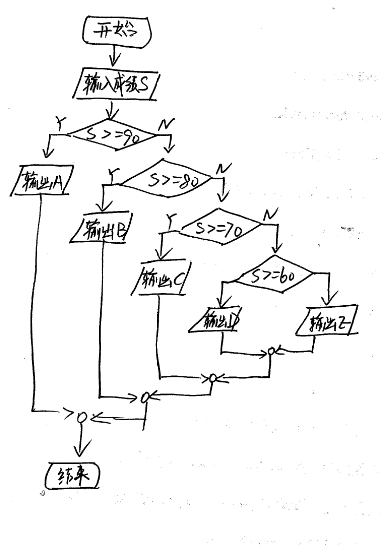 开始
输入成绩S
S>=90
Y
N
输出A
S>=80
Y
N
输出B
S>=70
Y
N
输出C
S>=60
输出D
输出E
结束